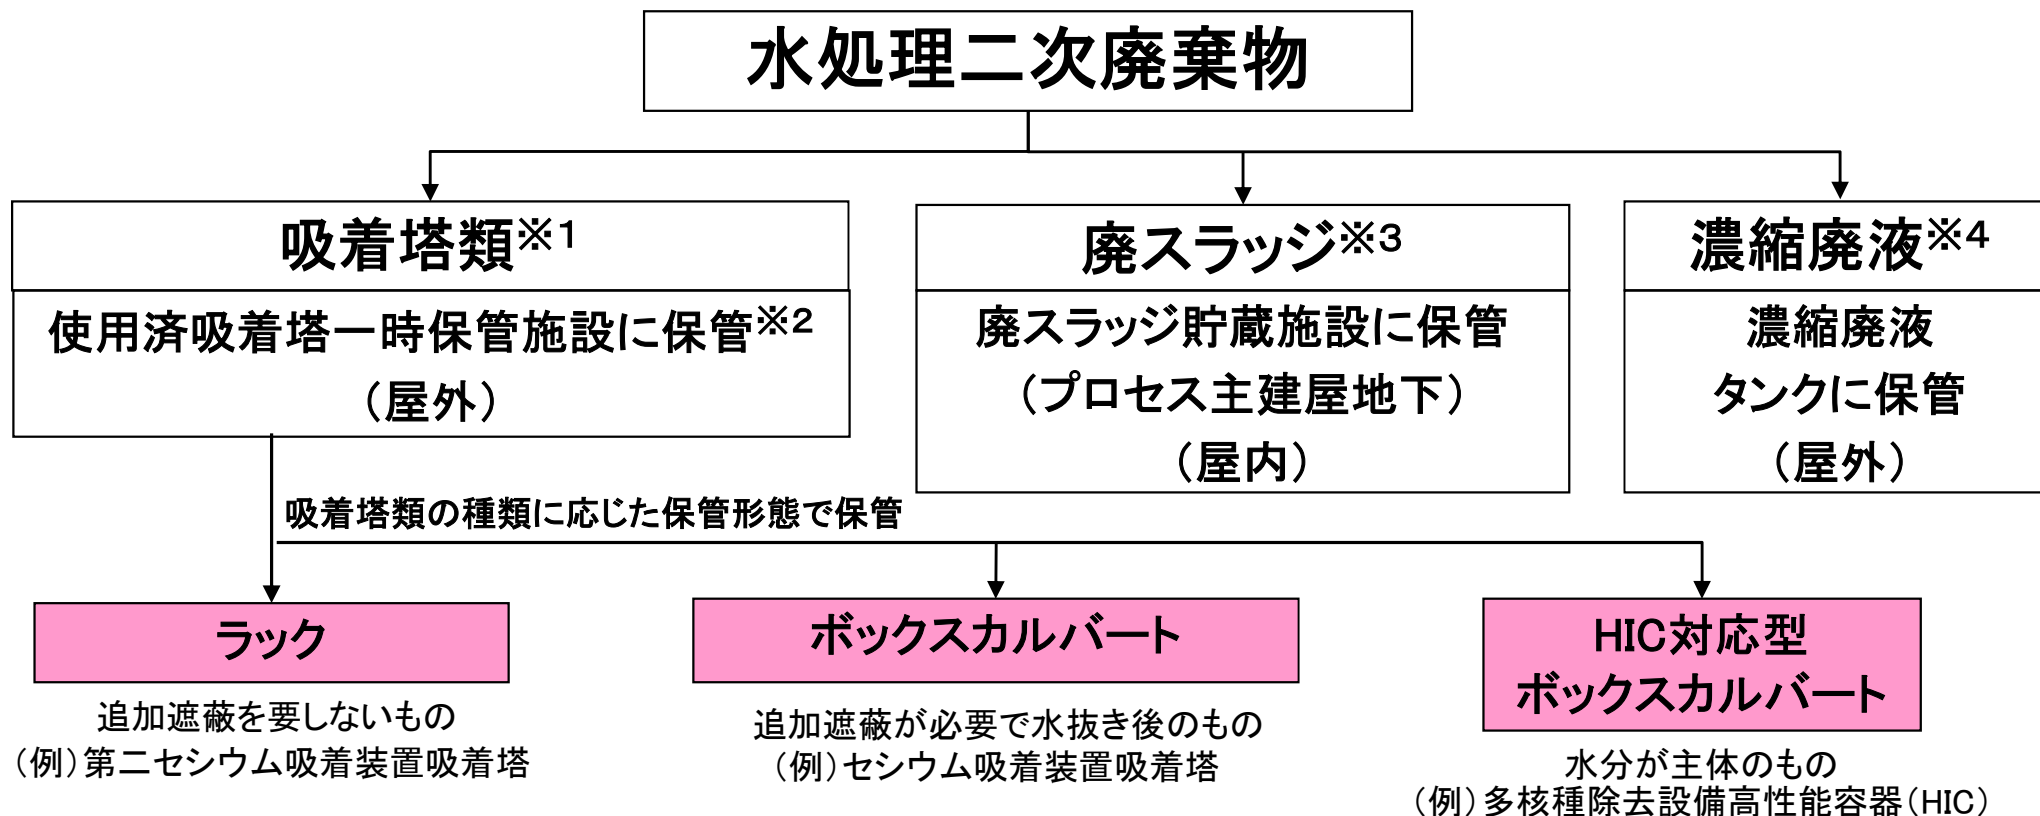 水処理二次廃棄物
吸着塔類※1
使用済吸着塔一時保管施設に保管※2
（屋外）
廃スラッジ※3
廃スラッジ貯蔵施設に保管
（プロセス主建屋地下）
（屋内）
濃縮廃液※4
濃縮廃液
タンクに保管
（屋外）
吸着塔類の種類に応じた保管形態で保管
ラック
追加遮蔽を要しないもの
（例）第二セシウム吸着装置吸着塔
ボックスカルバート
追加遮蔽が必要で水抜き後のもの
（例）セシウム吸着装置吸着塔
HIC対応型
ボックスカルバート
水分が主体のもの
（例）多核種除去設備高性能容器（HIC）